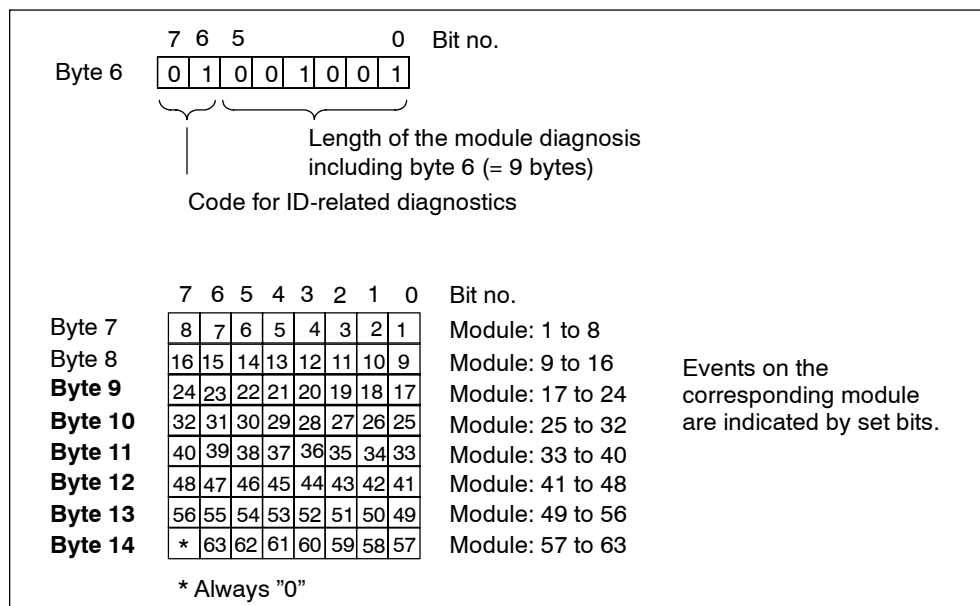 7 6 5 0 Bit no.
Byte 6 0 1 0 0 1 0 0 1
Length of the module diagnosis
including byte 6 (= 9 bytes)
Code for ID-related diagnostics
7 6 5 4 3 2 1 0 Bit no.
Byte 7 8 7 6 5 4 3 2 1 Module: 1 to 8
Byte 8 16 15 14 13 12 11 10 9 Module: 9 to 16
Byte 9 24 23 22 21 20 19 18 17 Module: 17 to 24
Byte 10 32 31 30 29 28 27 26 25 Module: 25 to 32
Byte 11 40 39 38 37 36 35 34 33 Module: 33 to 40
Byte 12 48 47 46 45 44 43 42 41 Module: 41 to 48
Byte 13 56 55 54 53 52 51 50 49 Module: 49 to 56
Byte 14 * 63 62 61 60 59 58 57 Module: 57 to 63
Events on the
corresponding module
are indicated by set bits.
* Always ”0”